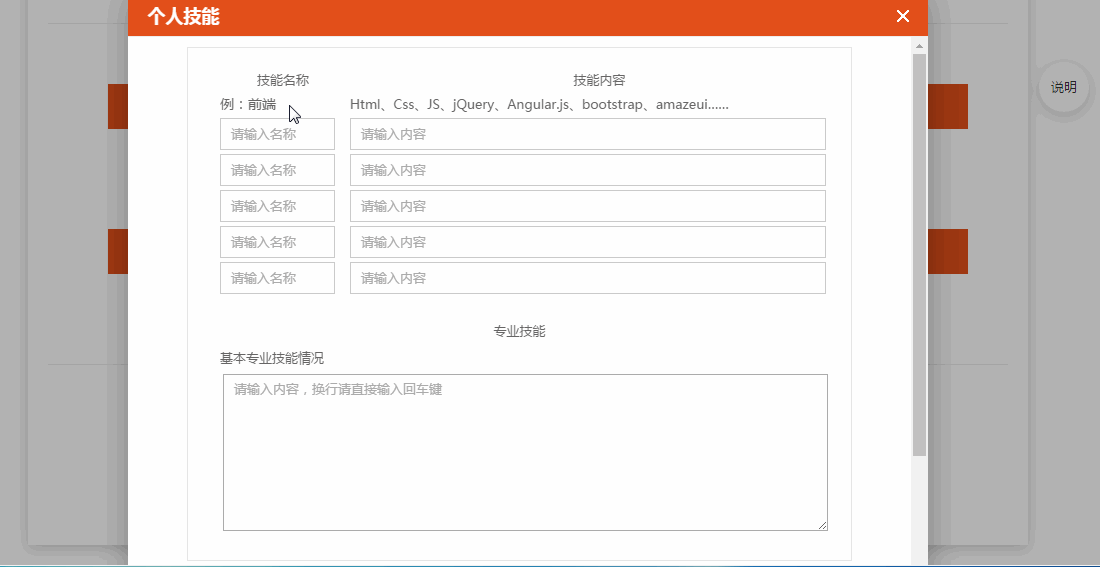 个人技能
说明
技能名称 技能内容
例：前端 Html、Css、JS、jQuery、Angular.js、bootstrap、amazeui......
请输入名称 请输入内容
请输入名称 请输入内容
请输入名称 请输入内容
请输入名称 请输入内容
请输入名称 请输入内容
专业技能
基本专业技能情况
请输入内容，换行请直接输入回车键